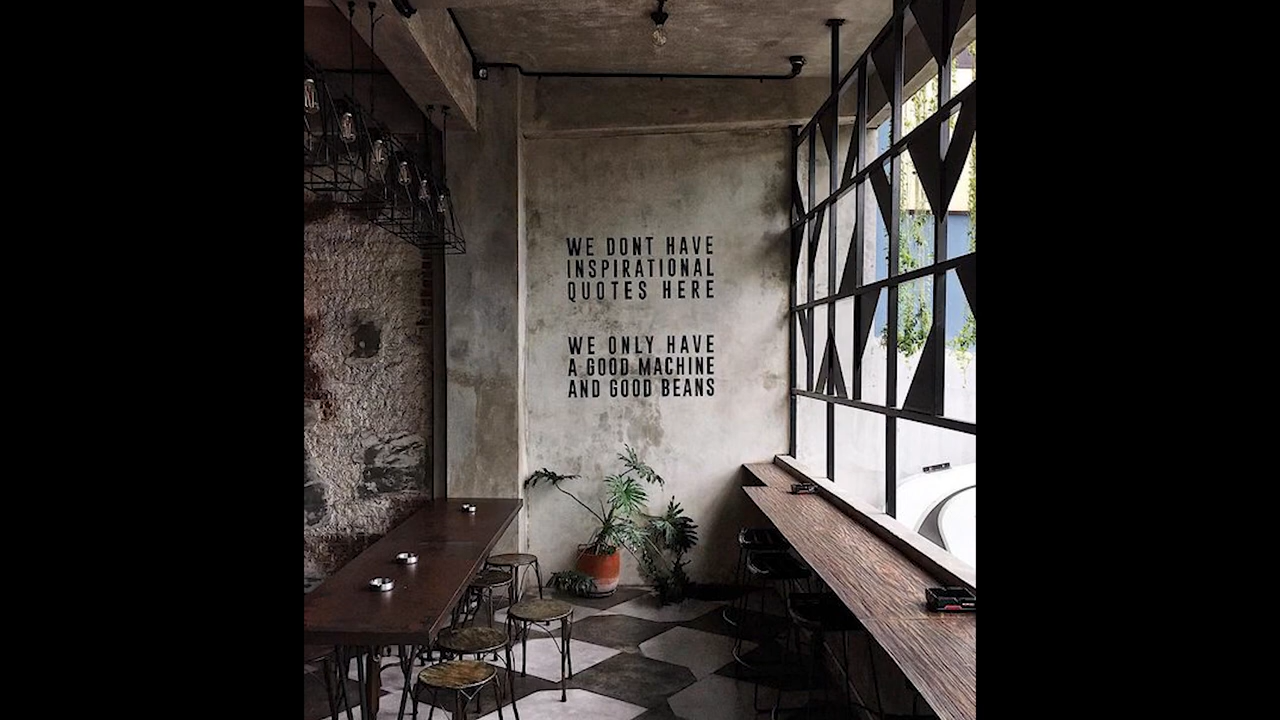 WE DONT HAVE
INSPIRATIONAL
QUOTES HERE
WE ONLY HAVE
A GOOD MACHINE
AND GOOD BEANS